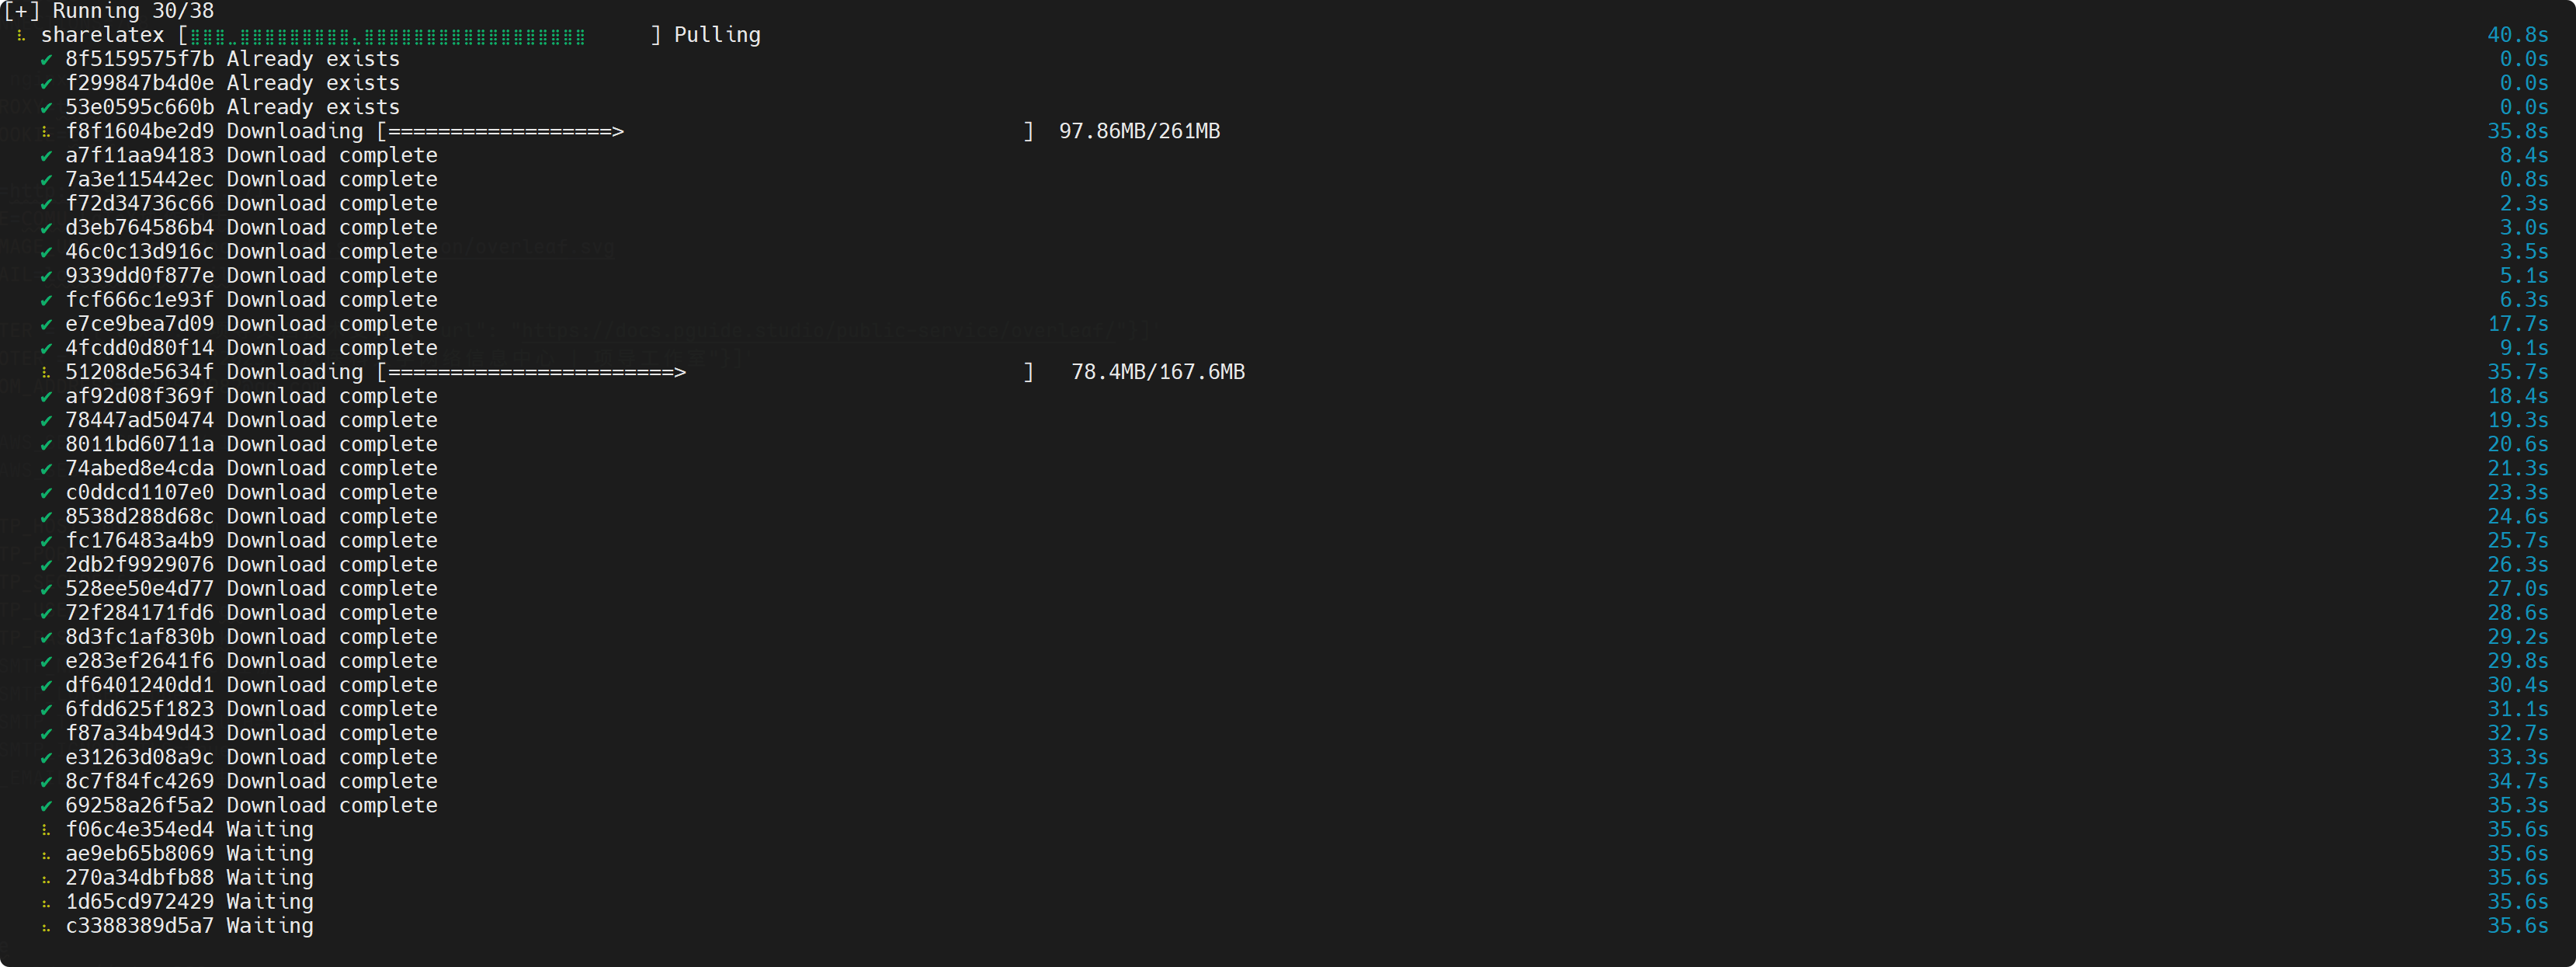 [+] Running 30/38
⠧ sharelatex [⣿⣿⣿⣀⣿⣿⣿⣿⣿⣿⣿⣿⣿⣄⣿⣿⣿⣿⣿⣿⣿⣿⣿⣿⣿⣿⣿⣿⣿⣿⣿⣿     ] Pulling 40.8s
✔ 8f5159575f7b Already exists 0.0s
✔ f299847b4d0e Already exists 0.0s
✔ 53e0595c660b Already exists 0.0s
f8f1604be2d9 Downloading [==================>                                ]  97.86MB/261MB 35.8s
✔ a7f11aa94183 Download complete 8.4s
✔ 7a3e115442ec Download complete 0.8s
✔ f72d34736c66 Download complete 2.3s
✔ d3eb764586b4 Download complete 3.0s
✔ 46c0c13d916c Download complete 3.5s
✔ 9339dd0f877e Download complete 5.1s
✔ fcf666c1e93f Download complete 6.3s
✔ e7ce9bea7d09 Download complete 17.7s
✔ 4fcdd0d80f14 Download complete 9.1s
51208de5634f Downloading [=======================>                           ]   78.4MB/167.6MB 35.7s
✔ af92d08f369f Download complete 18.4s
✔ 78447ad50474 Download complete 19.3s
✔ 8011bd60711a Download complete 20.6s
✔ 74abed8e4cda Download complete 21.3s
✔ c0ddcd1107e0 Download complete 23.3s
✔ 8538d288d68c Download complete 24.6s
✔ fc176483a4b9 Download complete 25.7s
✔ 2db2f9929076 Download complete 26.3s
✔ 528ee50e4d77 Download complete 27.0s
✔ 72f284171fd6 Download complete 28.6s
✔ 8d3fc1af830b Download complete 29.2s
✔ e283ef2641f6 Download complete 29.8s
✔ df6401240dd1 Download complete 30.4s
✔ 6fdd625f1823 Download complete 31.1s
✔ f87a34b49d43 Download complete 32.7s
✔ e31263d08a9c Download complete 33.3s
✔ 8c7f84fc4269 Download complete 34.7s
✔ 69258a26f5a2 Download complete 35.3s
f06c4e354ed4 Waiting 35.6s
ae9eb65b8069 Waiting 35.6s
270a34dbfb88 Waiting 35.6s
1d65cd972429 Waiting 35.6s
c3388389d5a7 Waiting 35.6s